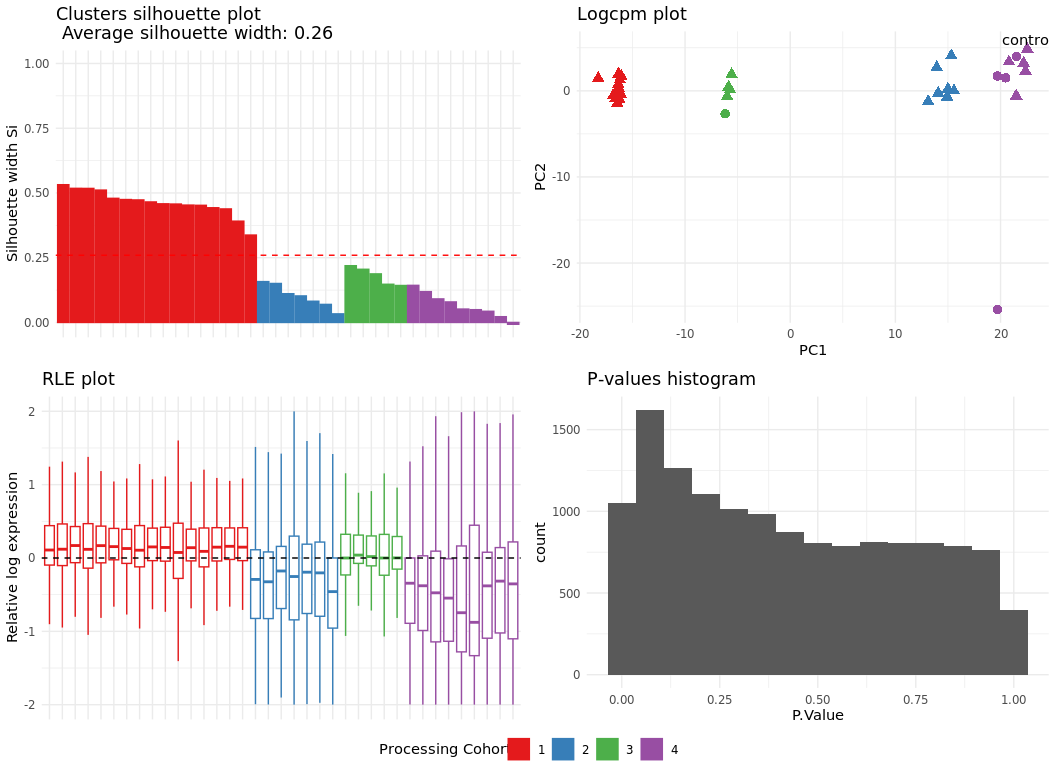 Clusters silhouette plot
Average silhouette width: 0.26
Silhouette width Si
1.00
0.75
0.50
0.25
0.00
Logcpm plot
contro
PC2
0
-10
-20
-20
-10
0
10
20
PC1
RLE plot
Relative log expression
2
1
0
-1
-2
P-values histogram
count
1500
1000
500
0
0.00
0.25
0.50
0.75
1.00
P.Value
Processing Cohort
1
2
3
4